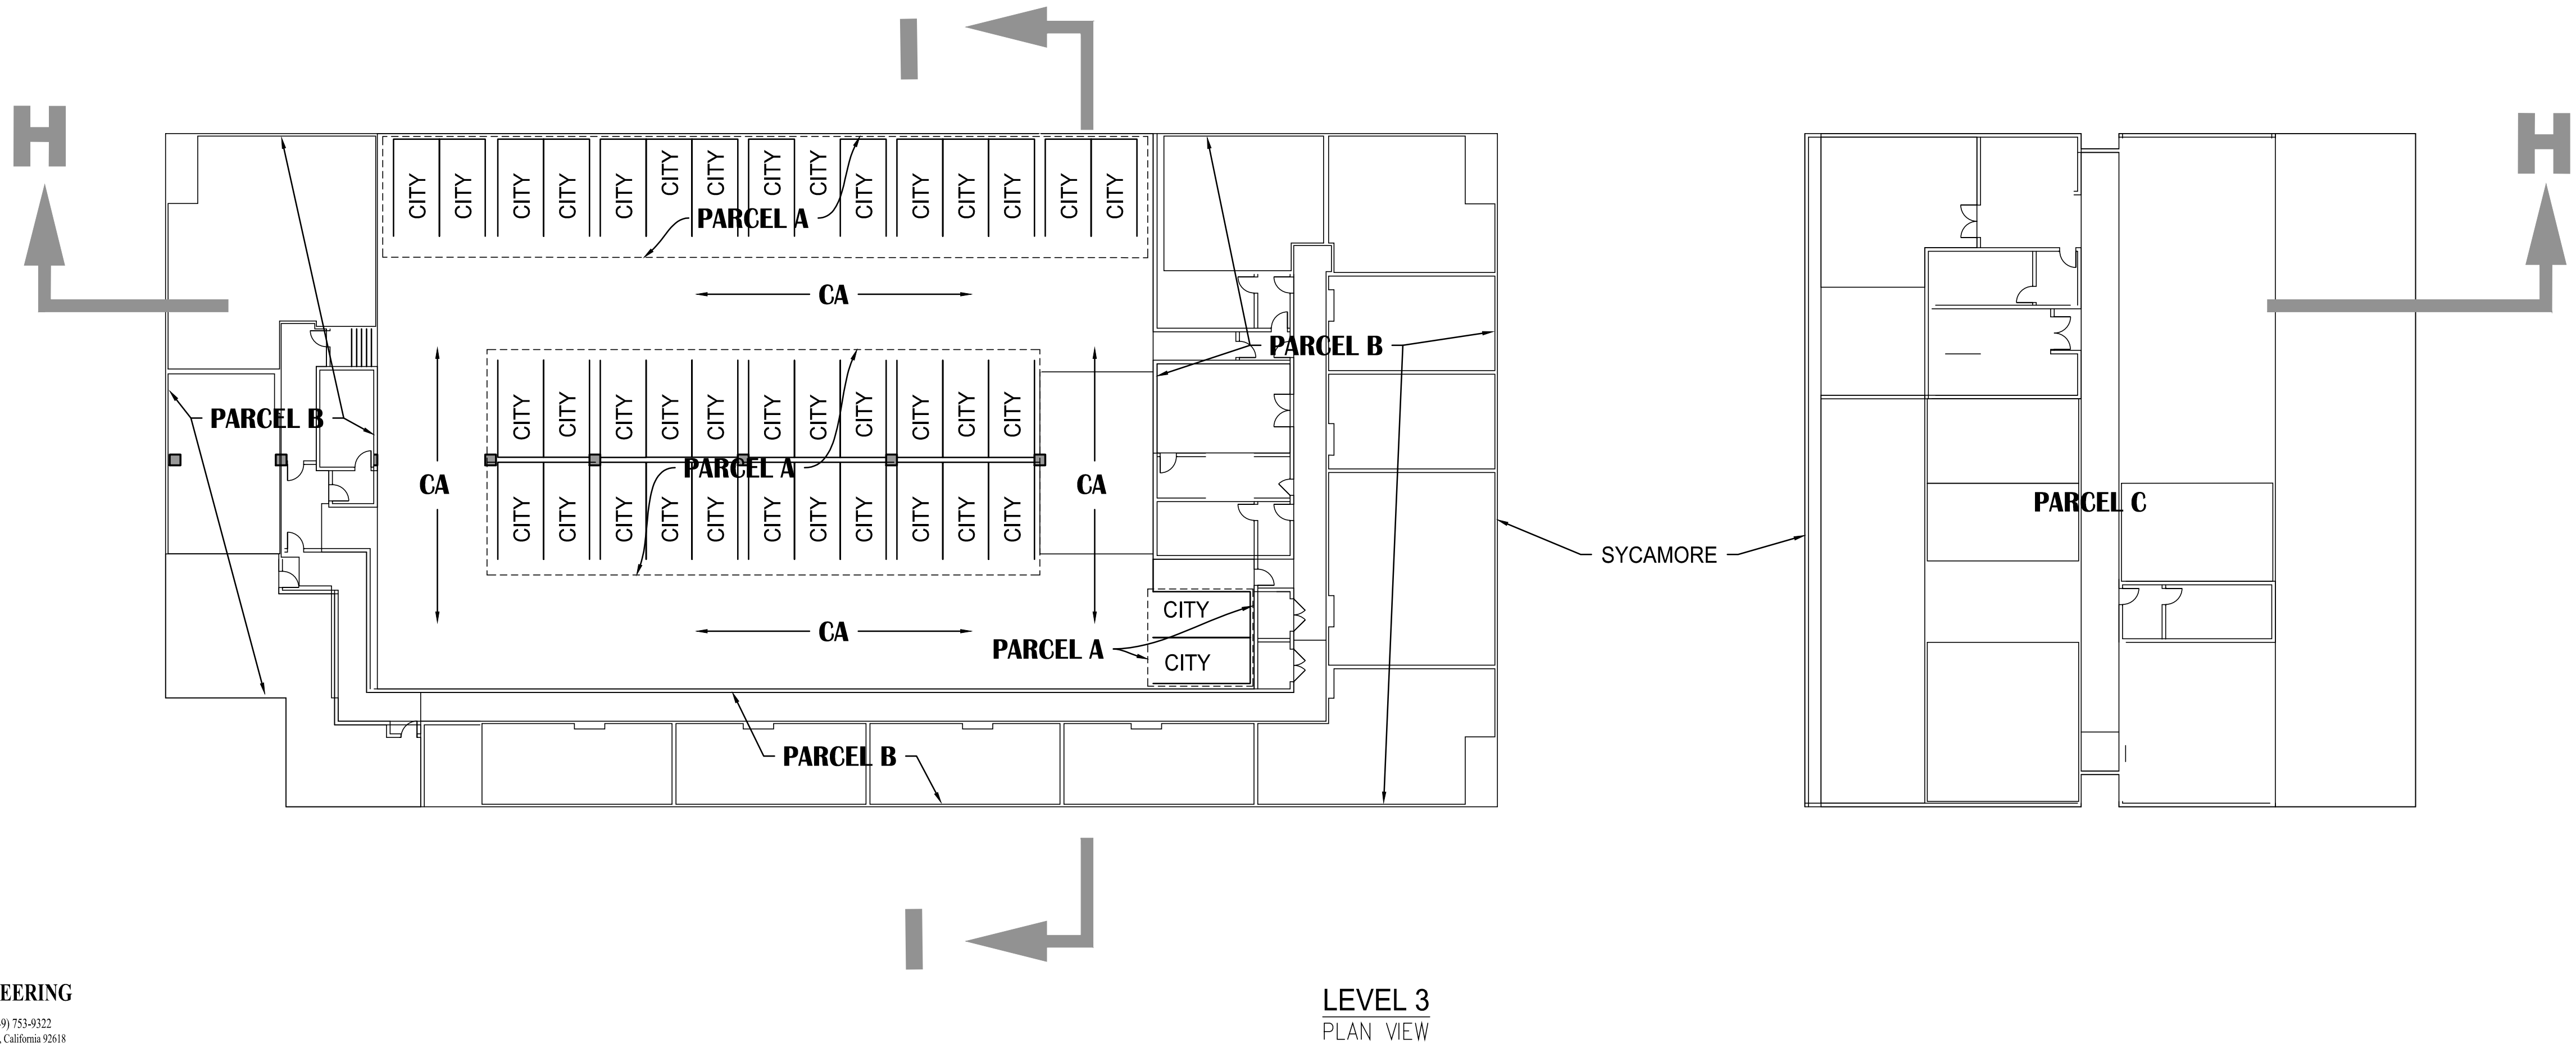 I
H
H
CITY CITY CITY CITY CITY CITY CITY CITY CITY CITY CITY CITY CITY CITY CITY
PARCEL A
CA
PARCEL B
PARCEL B
CITY CITY CITY CITY CITY CITY CITY CITY CITY CITY CITY
PARCEL A
CA
CA
PARCEL C
CITY CITY CITY CITY CITY CITY CITY CITY CITY CITY CITY
SYCAMORE
CITY
CA
PARCEL A
CITY
PARCEL B
I
EERING
9) 753-9322
, California 92618
LEVEL 3
PLAN VIEW